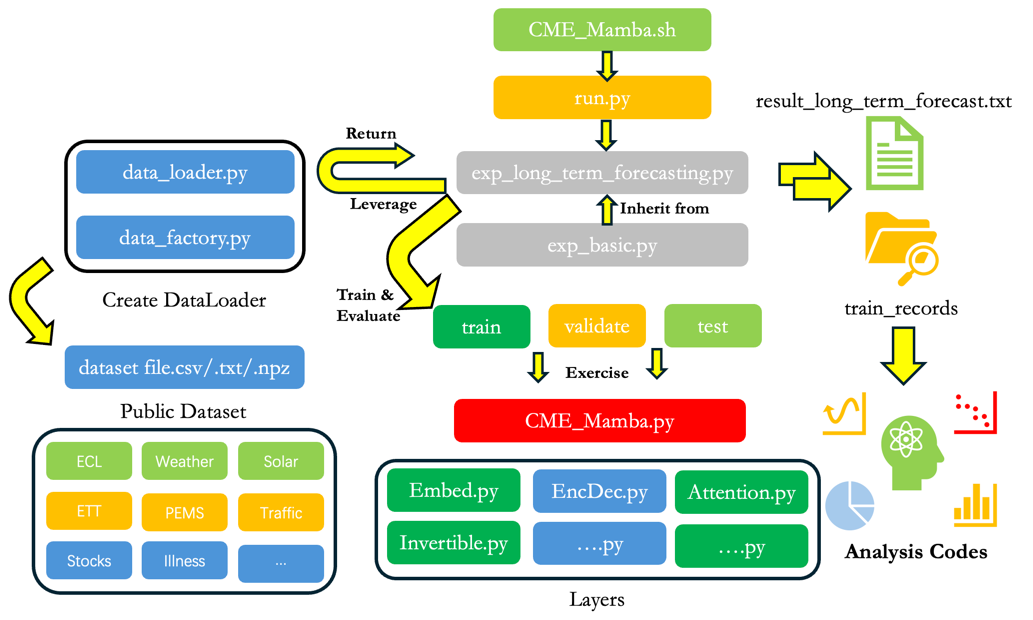 CME_Mamba.sh
run.py
result_long_term_forecast.txt
Return
data_loader.py
exp_long_term_forecasting.py
Leverage
Inherit from
data_factory.py
exp_basic.py
Create DataLoader
Train &
Evaluate
train_records
train
validate
test
dataset file.csv/.txt/.npz
Exercise
Public Dataset
CME_Mamba.py
ECL
Weather
Solar
Embed.py
EncDec.py
Attention.py
ETT
PEMS
Traffic
Invertible.py
….py
….py
Analysis Codes
Stocks
Illness
...
Layers